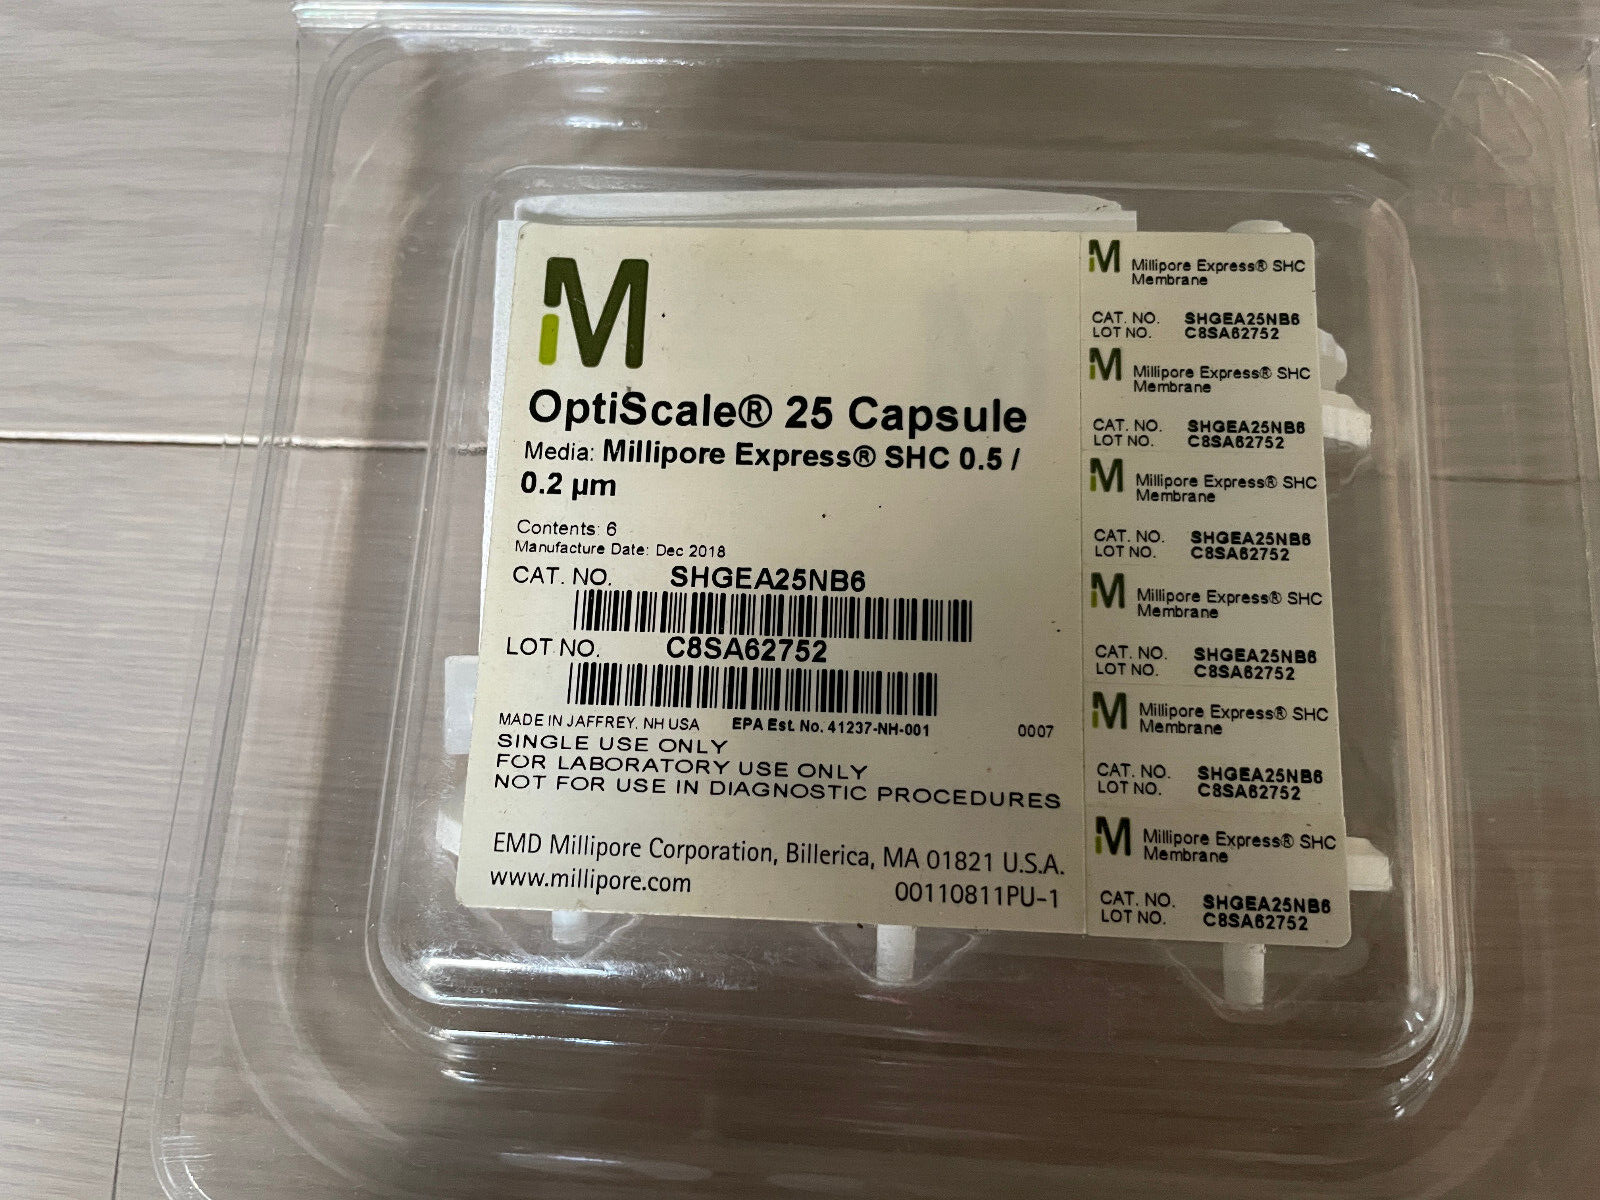 M
OptiScale® 25 Capsule
Media: Millipore Express® SHC 0.5 /
0.2 µm
Contents: 6
Manufacture Date: Dec 2018
CAT. NO. SHGEA25NB6
LOT NO. C8SA62752
MADE IN JAFFREY, NH USA EPA Est. No. 41237-NH-001 0007
SINGLE USE ONLY
FOR LABORATORY USE ONLY
NOT FOR USE IN DIAGNOSTIC PROCEDURES
EMD Millipore Corporation, Billerica, MA 01821 U.S.A.
www.millipore.com 00110811PU-1
M Millipore Express® SHC
Membrane
CAT. NO. SHGEA25NB6
LOT NO. C8SA62752
M Millipore Express® SHC
Membrane
CAT. NO. SHGEA25NB6
LOT NO. C8SA62752
M Millipore Express® SHC
Membrane
CAT. NO. SHGEA25NB6
LOT NO. C8SA62752
M Millipore Express® SHC
Membrane
CAT. NO. SHGEA25NB6
LOT NO. C8SA62752
M Millipore Express® SHC
Membrane
CAT. NO. SHGEA25NB6
LOT NO. C8SA62752
M Millipore Express® SHC
Membrane
CAT. NO. SHGEA25NB6
LOT NO. C8SA62752